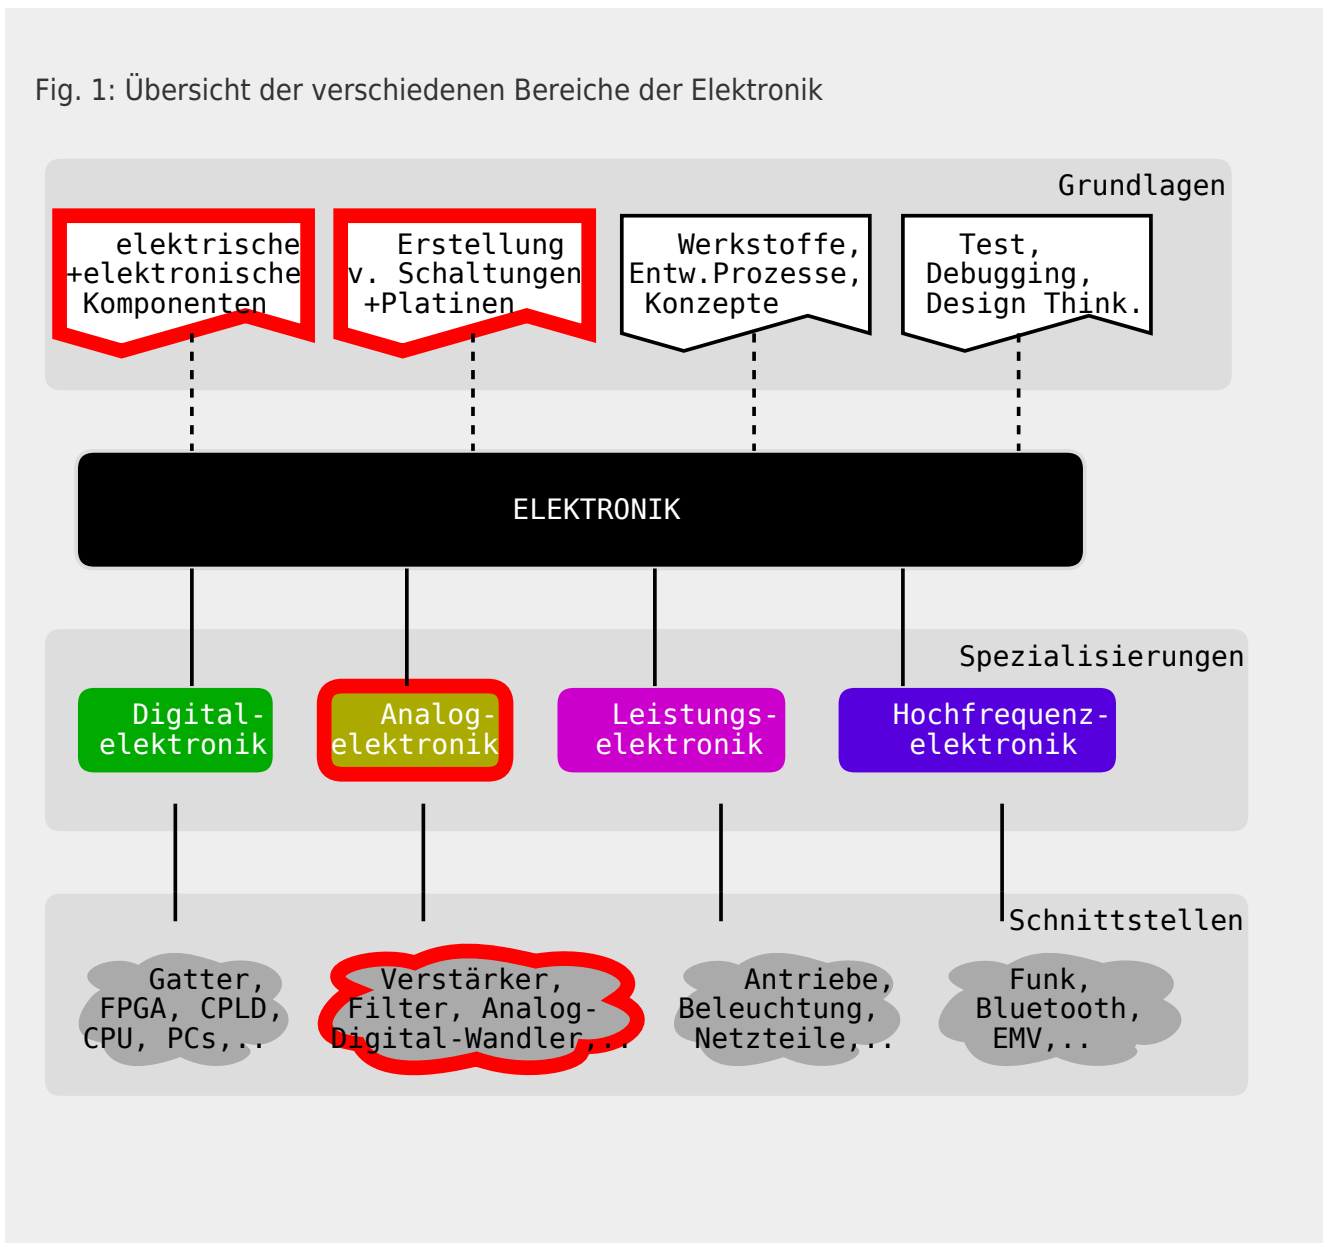 Fig. 1: Übersicht der verschiedenen Bereiche der Elektronik
Grundlagen
elektrische
+elektronische
Komponenten
Erstellung
v. Schaltungen
+Platinen
Werkstoffe,
Entw.Prozesse,
Konzepte
Test,
Debugging,
Design Think.
ELEKTRONIK
Spezialisierungen
Digital-
elektronik
Analog-
elektronik
Leistungs-
elektronik
Hochfrequenz-
elektronik
Schnittstellen
Gatter,
FPGA, CPLD,
CPU, PCs,..
Verstärker,
Filter, Analog-
Digital-Wandler,..
Antriebe,
Beleuchtung,
Netzteile,..
Funk,
Bluetooth,
EMV,..